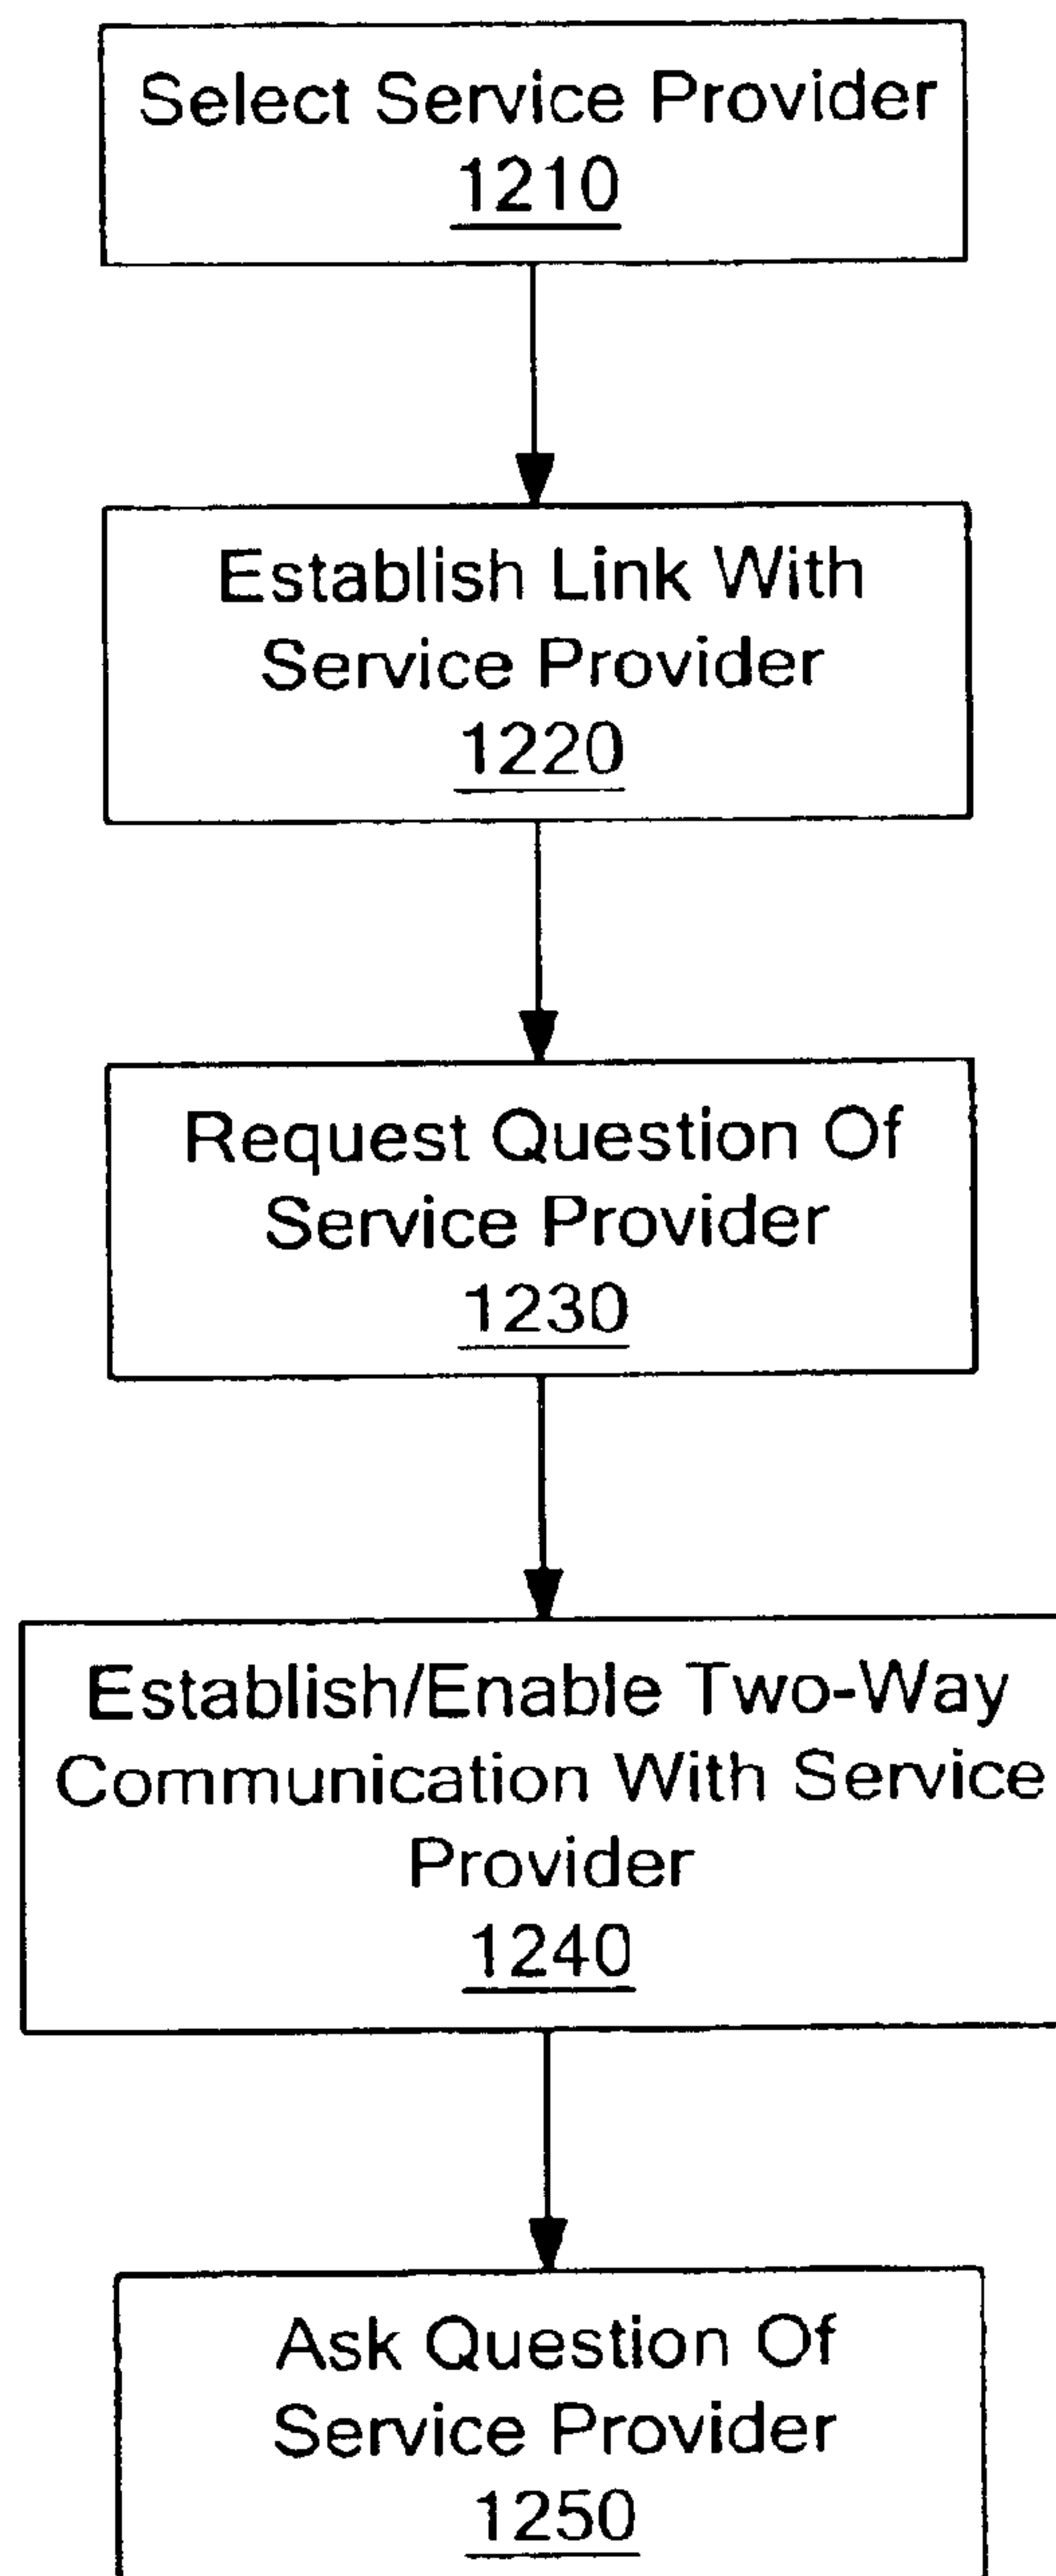 Select Service Provider
1210
Establish Link With
Service Provider
1220
Request Question Of
Service Provider
1230
Establish/Enable Two-Way
Communication With Service
Provider
1240
Ask Question Of
Service Provider
1250